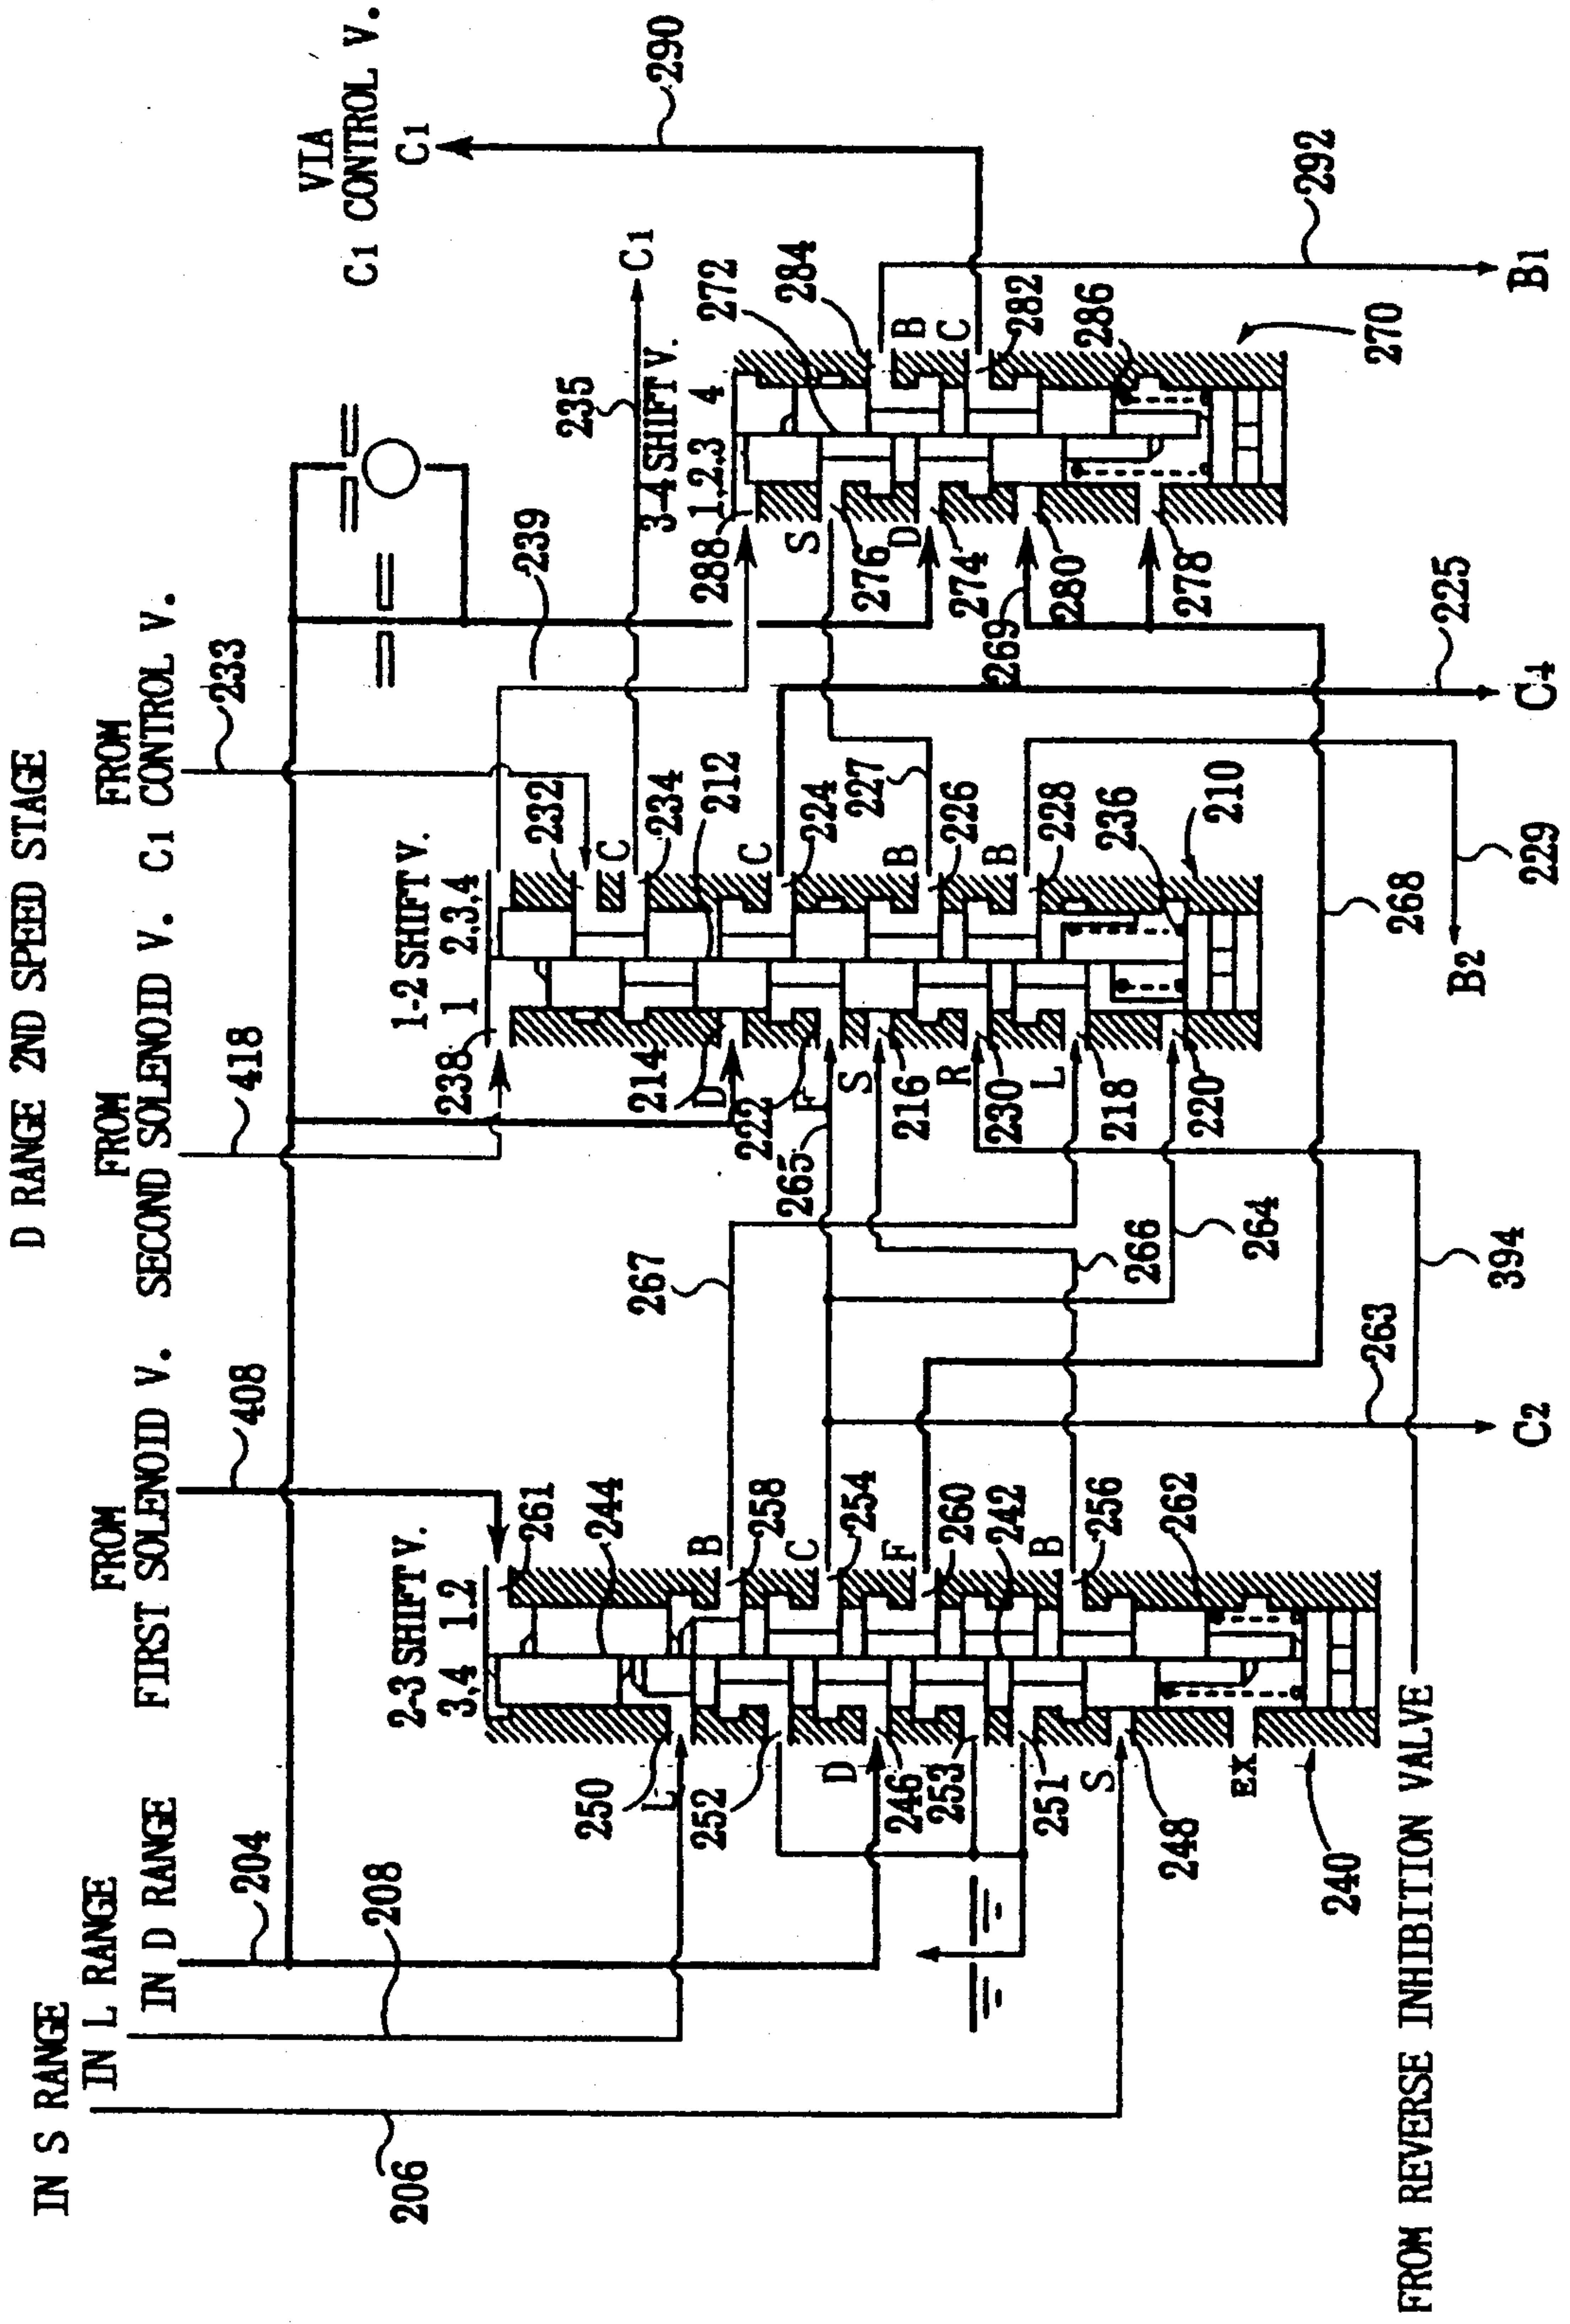 D RANGE 2ND SPEED STAGE
IN S RANGE
IN L RANGE
IN D RANGE
FROM
FIRST SOLENOID V.
FROM
SECOND SOLENOID V.
FROM
C1 CONTROL V.
VIA
C1 CONTROL V.
C1
206
208
204
408
418
233
290
2-3 SHIFT V.
3,4
1.2
261
244
250
L
252
D
246
253
251
S
248
EX
240
B
258
C
254
F
260
242
B
256
262
267
265
266
264
268
263
C2
394
1-2 SHIFT V.
1
2,3,4
238
214
D
222
F
S
216
R
230
L
218
220
232
C
234
212
C
224
B
226
B
228
236
210
239
235
C1
227
229
B2
225
C4
3-4 SHIFT V.
1,2,3
4
288
S
276
D
274
269
280
278
272
284
B
C
282
286
270
292
B1
FROM REVERSE INHIBITION VALVE